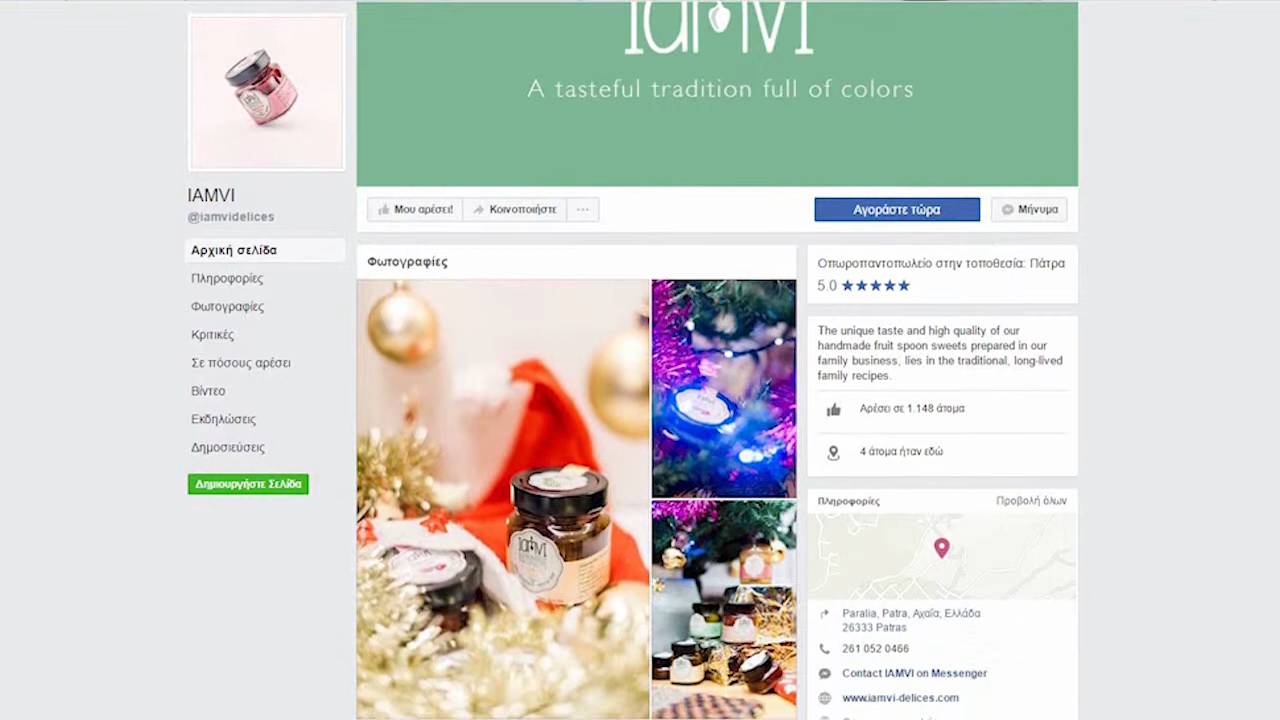 IAMVI
A tasteful tradition full of colors
IAMVI
@iamvidelices
Αρχική σελίδα
Πληροφορίες
Φωτογραφίες
Κριτικές
Σε πόσους αρέσει
Βίντεο
Εκδηλώσεις
Δημοσιεύσεις
Δημιουργήστε Σελίδα
Μου αρέσει!
Κοινοποιήστε
Αγοράστε τώρα
Μήνυμα
Φωτογραφίες
IAMVI
Οπωροπαντοπωλείο στην τοποθεσία: Πάτρα
5.0 ★★★★★
The unique taste and high quality of our
handmade fruit spoon sweets prepared in our
family business, lies in the traditional, long-lived
family recipes.
Αρέσει σε 1.148 άτομα
4 άτομα ήταν εδώ
Πληροφορίες
Προβολή όλων
Paralia, Patra, Αχαΐα, Ελλάδα
26333 Patras
261 052 0466
Contact IAMVI on Messenger
www.iamvi-delices.com